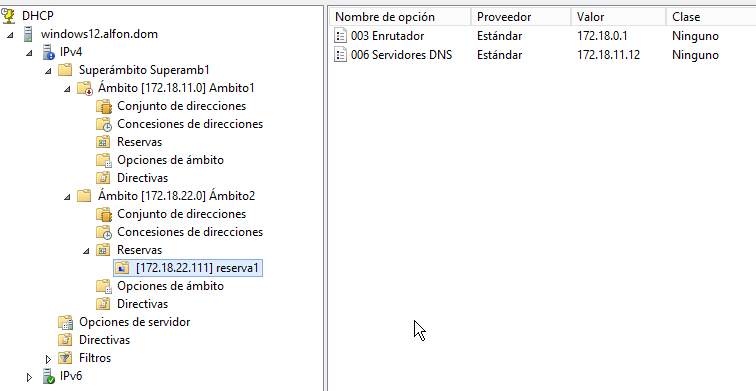 DHCP
windows12.alfon.dom
IPv4
Superámbito Superamb1
Ámbito [172.18.11.0] Ambito1
Conjunto de direcciones
Concesiones de direcciones
Reservas
Opciones de ámbito
Directivas
Ámbito [172.18.22.0] Ámbito2
Conjunto de direcciones
Concesiones de direcciones
Reservas
[172.18.22.111] reserva1
Opciones de ámbito
Directivas
Opciones de servidor
Directivas
Filtros
IPv6
Nombre de opción Proveedor Valor Clase
003 Enrutador Estándar 172.18.0.1 Ninguno
006 Servidores DNS Estándar 172.18.11.12 Ninguno